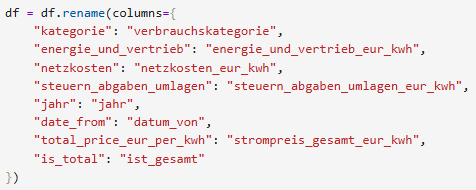 df = df.rename(columns={
    "kategorie": "verbrauchskategorie",
    "energie_und_vertrieb": "energie_und_vertrieb_eur_kwh",
    "netzkosten": "netzkosten_eur_kwh",
    "steuern_abgaben_umlagen": "steuern_abgaben_umlagen_eur_kwh",
    "jahr": "jahr",
    "date_from": "datum_von",
    "total_price_eur_per_kwh": "strompreis_gesamt_eur_kwh",
    "is_total": "ist_gesamt"
})